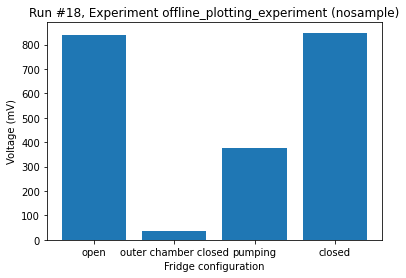 Run #18, Experiment offline_plotting_experiment (nosample)
Voltage (mV)
800
700
600
500
400
300
200
100
0
open outer chamber closed pumping closed
Fridge configuration